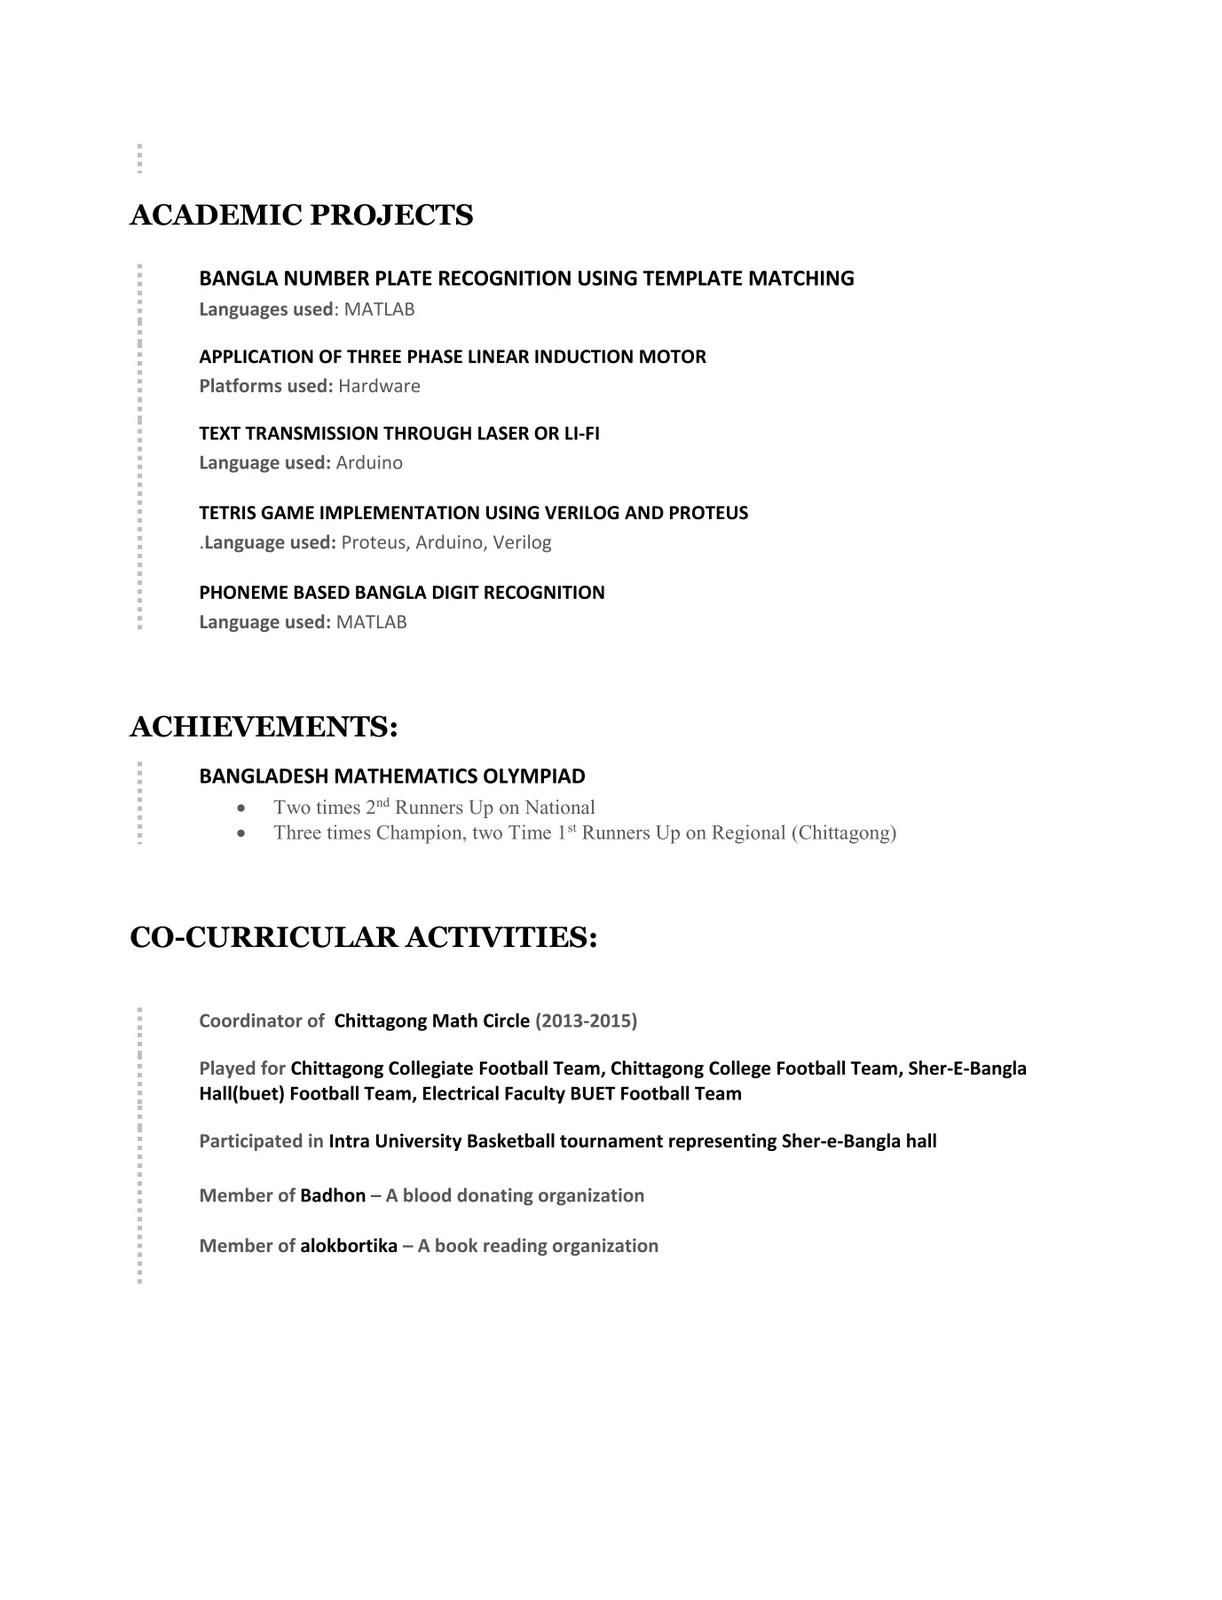 ACADEMIC PROJECTS
BANGLA NUMBER PLATE RECOGNITION USING TEMPLATE MATCHING
Languages used: MATLAB
APPLICATION OF THREE PHASE LINEAR INDUCTION MOTOR
Platforms used: Hardware
TEXT TRANSMISSION THROUGH LASER OR LI-FI
Language used: Arduino
TETRIS GAME IMPLEMENTATION USING VERILOG AND PROTEUS
.Language used: Proteus, Arduino, Verilog
PHONEME BASED BANGLA DIGIT RECOGNITION
Language used: MATLAB
ACHIEVEMENTS:
BANGLADESH MATHEMATICS OLYMPIAD
• Two times 2nd Runners Up on National
• Three times Champion, two Time 1st Runners Up on Regional (Chittagong)
CO-CURRICULAR ACTIVITIES:
Coordinator of Chittagong Math Circle (2013-2015)
Played for Chittagong Collegiate Football Team, Chittagong College Football Team, Sher-E-Bangla
Hall(buet) Football Team, Electrical Faculty BUET Football Team
Participated in Intra University Basketball tournament representing Sher-e-Bangla hall
Member of Badhon – A blood donating organization
Member of alokbortika – A book reading organization